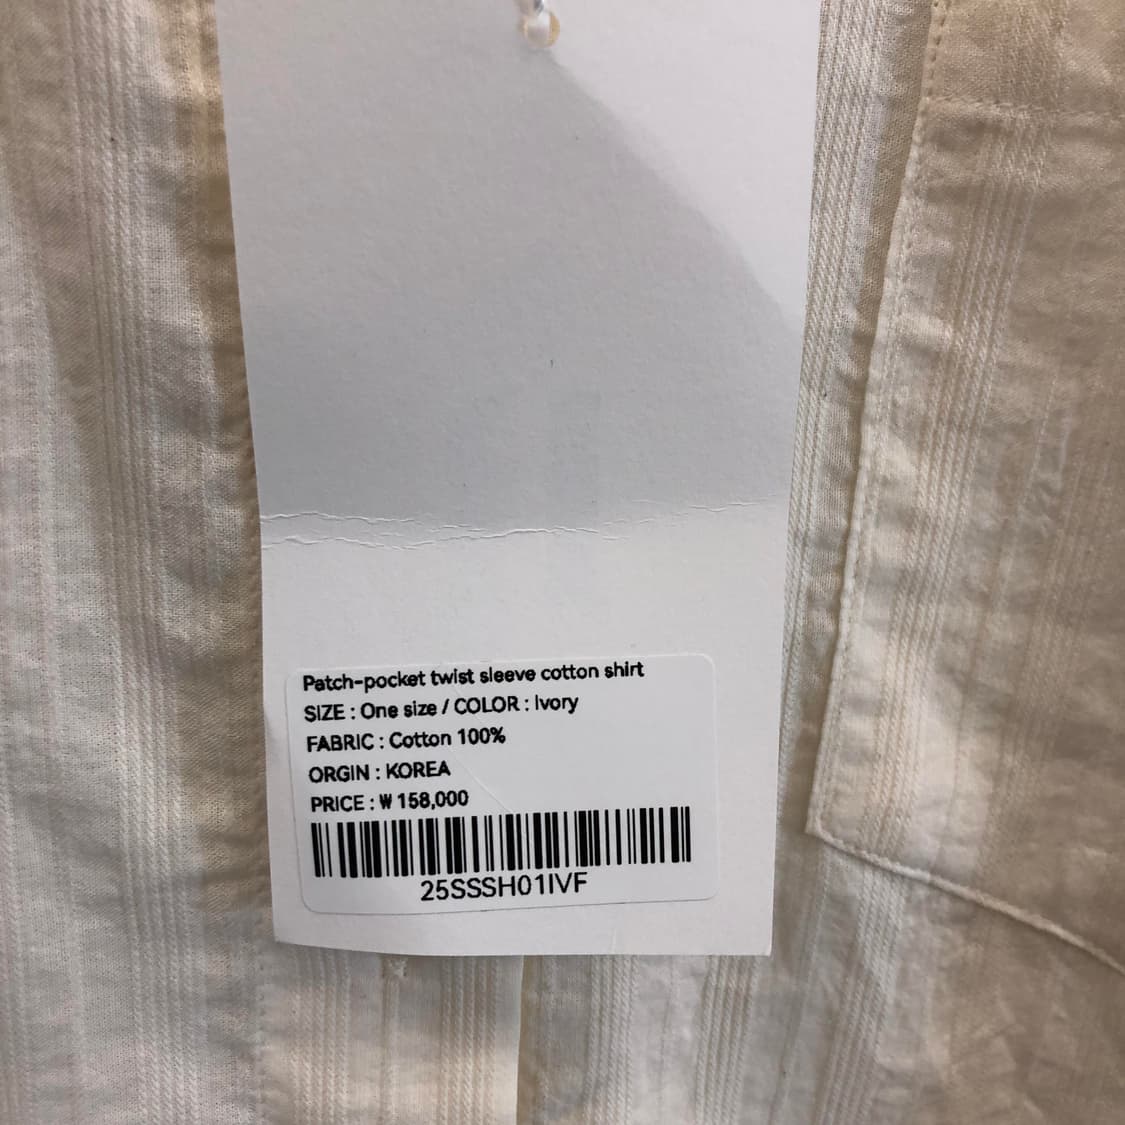 Patch-pocket twist sleeve cotton shirt
SIZE : One size / COLOR : Ivory
FABRIC : Cotton 100%
ORGIN : KOREA
PRICE : ₩ 158,000
25SSSH01IVF